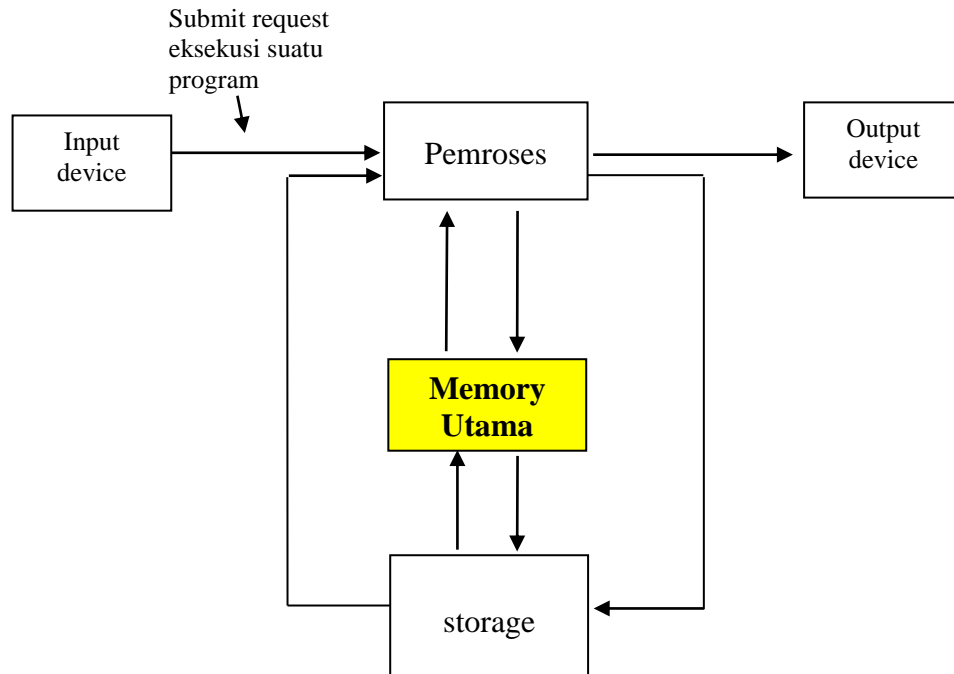 Submit request
eksekusi suatu
program
Input
device
Pemroses
Output
device
Memory
Utama
storage